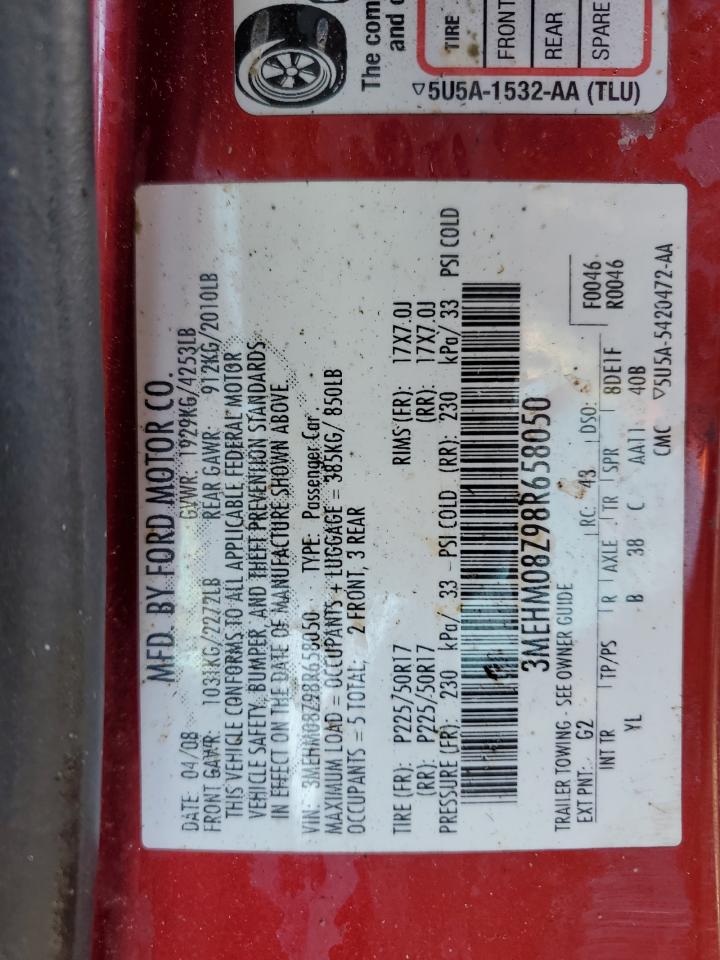 MFD. BY FORD MOTOR CO.
DATE: 04/08 GVWR: 1929KG/4253LB
FRONT GAWR: 1031KG/2272LB REAR GAWR 912KG/2010LB
THIS VEHICLE CONFORMS TO ALL APPLICABLE FEDERAL MOTOR
VEHICLE SAFETY, BUMPER, AND THEFT PREVENTION STANDARDS
IN EFFECT ON THE DATE OF MANUFACTURE SHOWN ABOVE
VIN: 3MEHM08Z98R658050 TYPE: Passenger Car
MAXIMUM LOAD = OCCUPANTS + LUGGAGE = 385KG/ 850LB
OCCUPANTS = 5 TOTAL, 2 FRONT, 3 REAR
TIRE (FR): P225/50R17 RIMS (FR): 17X7.0J
(RR): P225/50R17 (RR): 17X7.0J
PRESSURE (FR): 230 kPa/ 33 PSI COLD (RR): 230 kPa/ 33 PSI COLD
3MEHM08Z98R658050
TRAILER TOWING - SEE OWNER GUIDE
EXT PNT: G2 RC: 43 DSO: F0046
R0046
INT TR TP/PS R AXLE TR SPR 8DE1F
YL B 38 C AA11 40B
CMC ▽5U5A-5420472-AA
The com
and c
TIRE
FRONT
REAR
SPARE
▽5U5A-1532-AA (TLU)